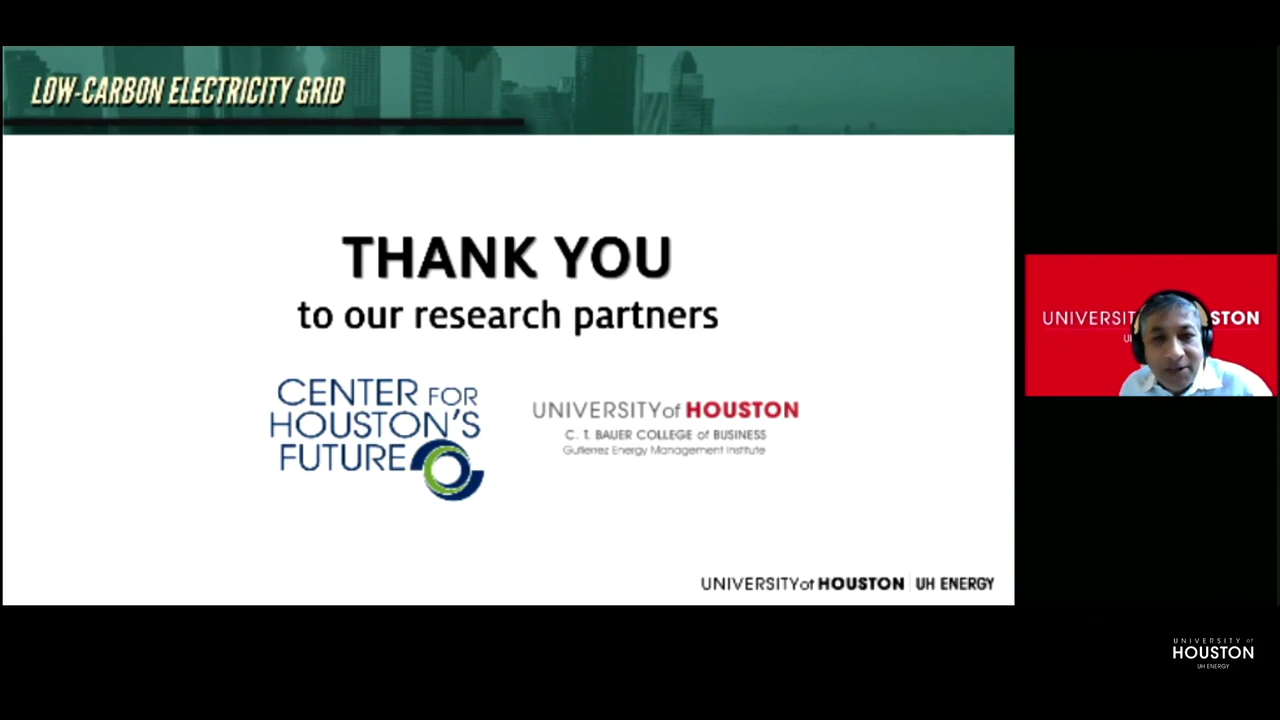 LOW-CARBON ELECTRICITY GRID
THANK YOU
to our research partners
CENTER FOR
HOUSTON'S
FUTURE
UNIVERSITY of HOUSTON
C. T. BAUER COLLEGE of BUSINESS
Gutierrez Energy Management Institute
UNIVERSITY of HOUSTON | UH ENERGY
UNIVERSIT STON
U
UNIVERSITY of
HOUSTON
UH ENERGY